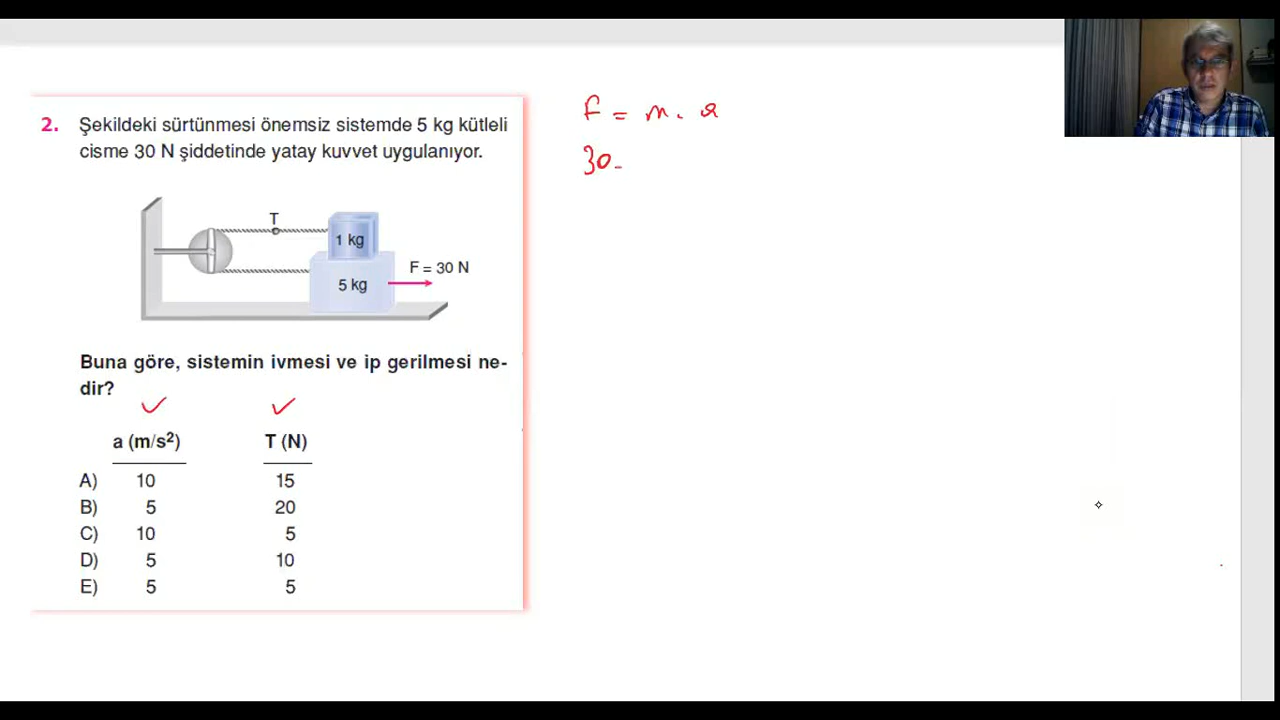 2. Şekildeki sürtünmesi önemsiz sistemde 5 kg kütleli
cisme 30 N şiddetinde yatay kuvvet uygulanıyor.
T
1 kg
F = 30 N
5 kg
Buna göre, sistemin ivmesi ve ip gerilmesi ne-
dir?
a (m/s²) T (N)
A) 10 15
B) 5 20
C) 10 5
D) 5 10
E) 5 5
F = m. a
30-